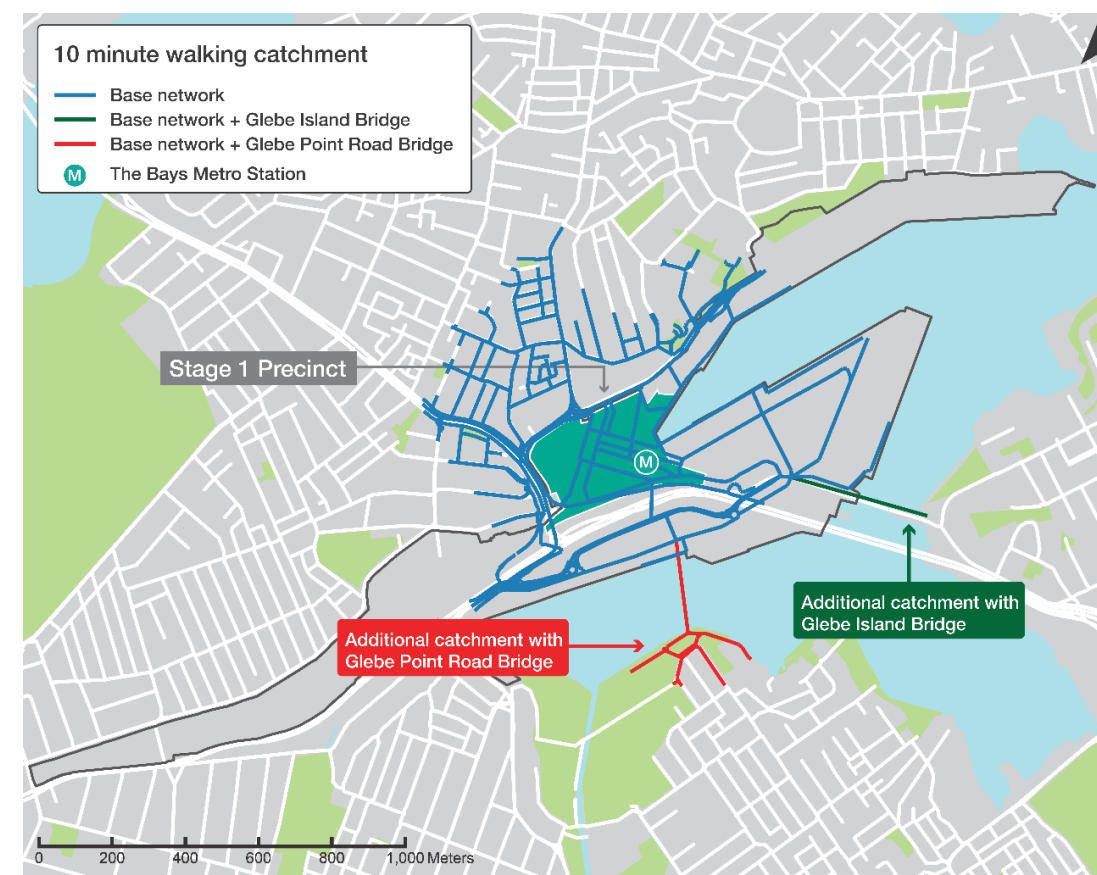 10 minute walking catchment
Base network
Base network + Glebe Island Bridge
Base network + Glebe Point Road Bridge
M The Bays Metro Station
Stage 1 Precinct
M
Additional catchment with
Glebe Island Bridge
Additional catchment with
Glebe Point Road Bridge
0 200 400 600 800 1,000 Meters